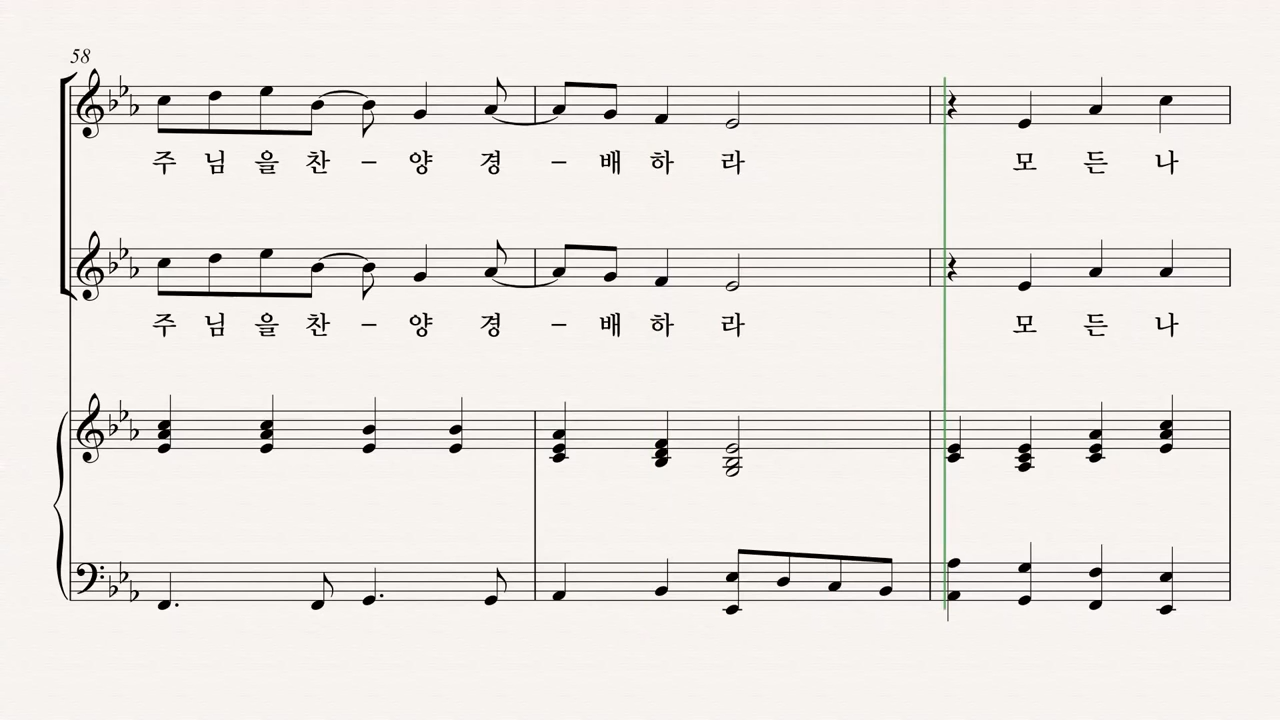 58
주 님 을 찬 – 양 경 – 배 하 라 모 든 나
주 님 을 찬 – 양 경 – 배 하 라 모 든 나